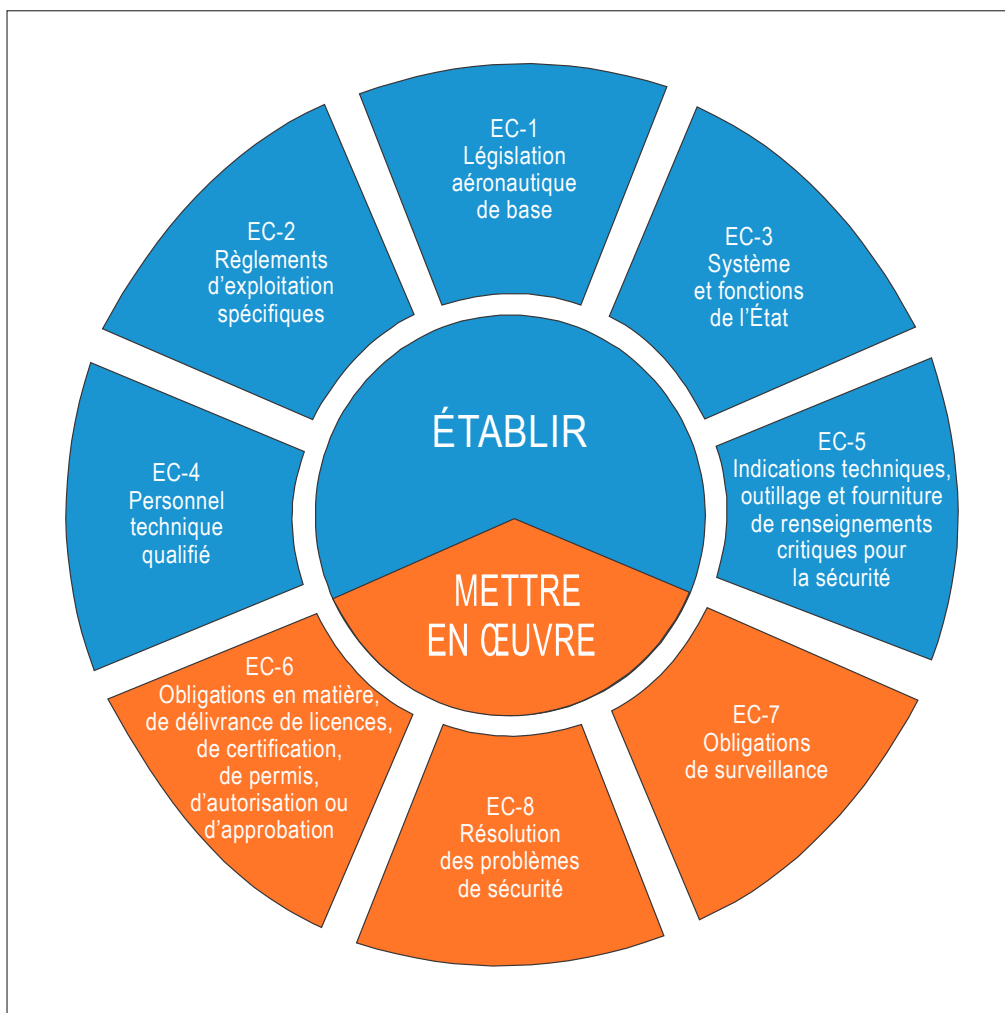 EC-1
Législation
aéronautique
de base
EC-2
Règlements
d'exploitation
spécifiques
EC-3
Système
et fonctions
de l'État
EC-4
Personnel
technique
qualifié
ÉTABLIR
EC-5
Indications techniques,
outillage et fourniture
de renseignements
critiques pour
la sécurité
METTRE
EN ŒUVRE
EC-6
Obligations en matière,
de délivrance de licences,
de certification,
de permis,
d'autorisation ou
d'approbation
EC-8
Résolution
des problèmes
de sécurité
EC-7
Obligations
de surveillance